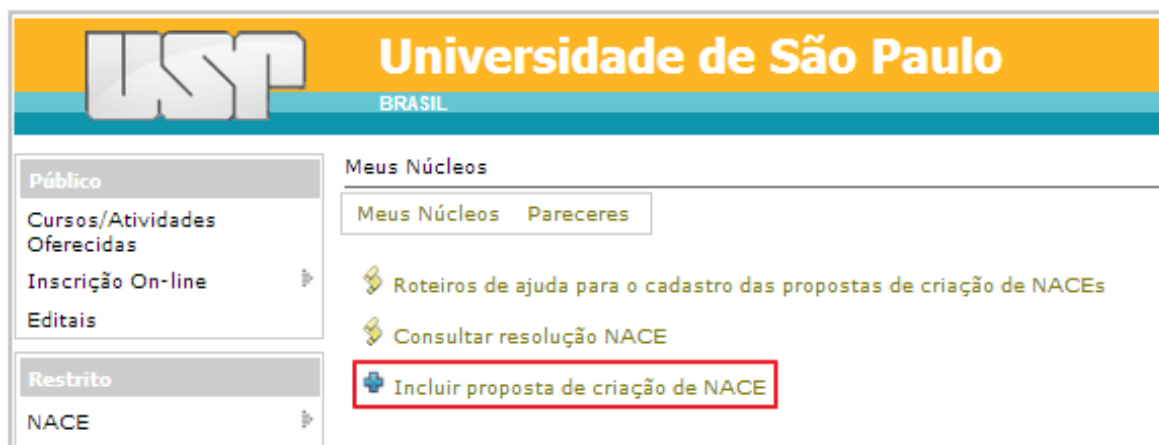 USP
Universidade de São Paulo
BRASIL
Público
Cursos/Atividades
Oferecidas
Inscrição On-line
Editais
Restrito
NACE
Meus Núcleos
Meus Núcleos Pareceres
Roteiros de ajuda para o cadastro das propostas de criação de NACEs
Consultar resolução NACE
Incluir proposta de criação de NACE